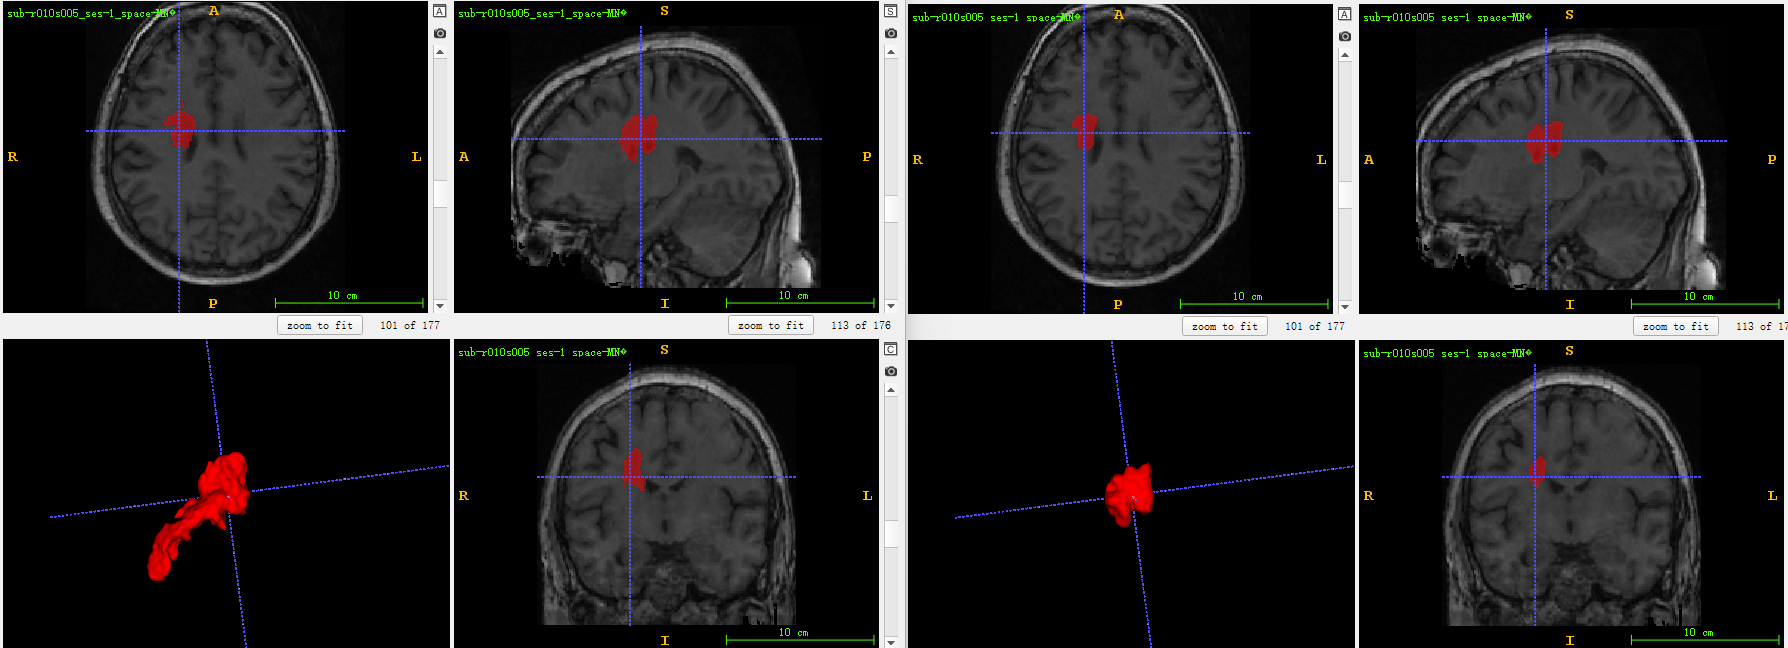 sub-r010s005_ses-1_space-MN�
A
R
L
P
10 cm
A
zoom to fit
101 of 177
sub-r010s005_ses-1_space-MN�
S
A
P
I
10 cm
S
zoom to fit
113 of 176
sub-r010s005 ses-1 space-MN�
A
R
L
P
10 cm
A
zoom to fit
101 of 177
sub-r010s005 ses-1 space-MN�
S
A
P
I
10 cm
zoom to fit
113 of 17
sub-r010s005 ses-1 space-MN�
S
R
L
I
10 cm
C
sub-r010s005 ses-1 space-MN�
S
R
L
I
10 cm